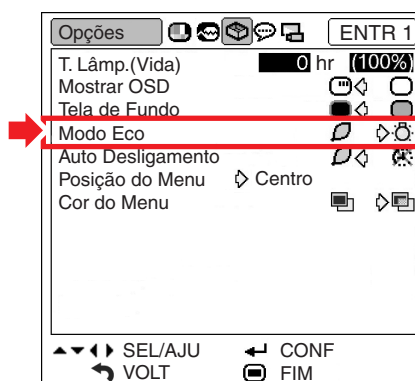 Opções ENTR 1
T. Lâmp.(Vida) 0 hr (100%)
Mostrar OSD
Tela de Fundo
Modo Eco
Auto Desligamento
Posição do Menu Centro
Cor do Menu
SEL/AJU CONF
VOLT FIM